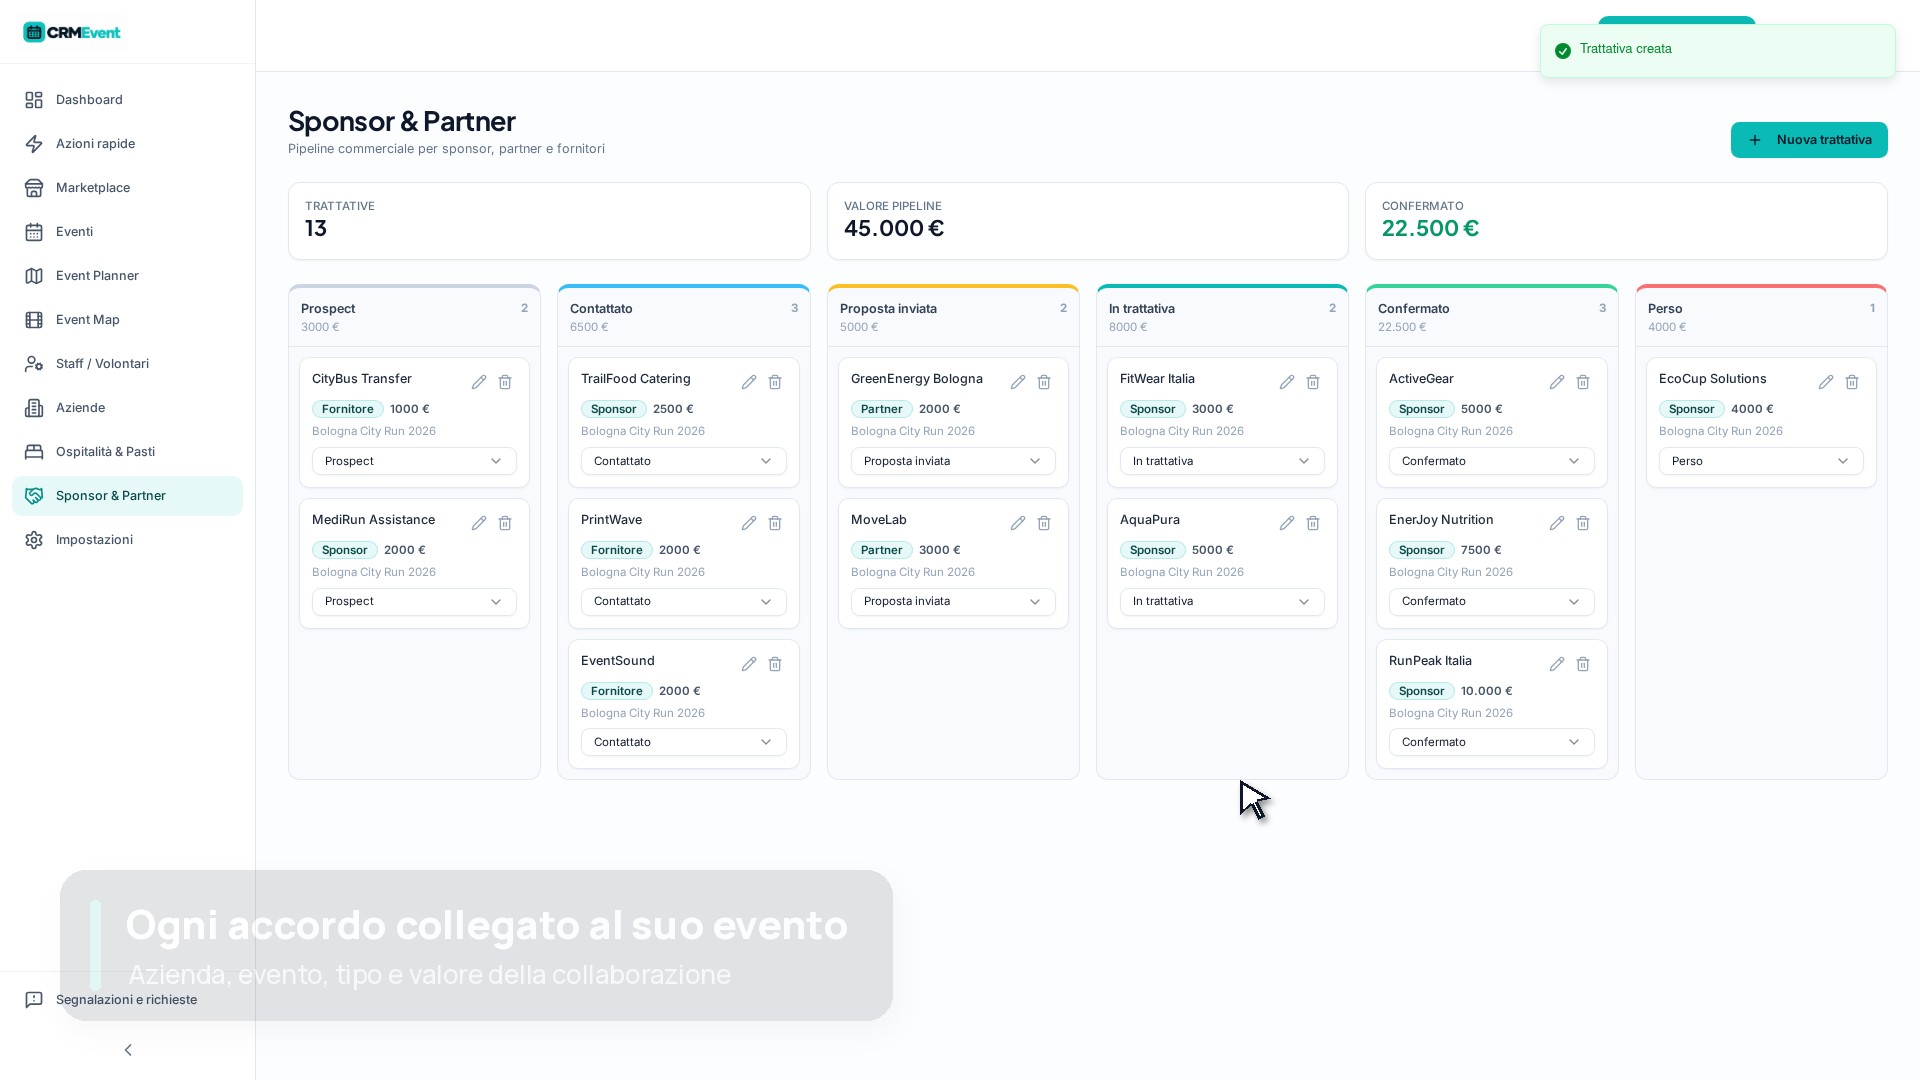 CRMEvent
Trattativa creata
Dashboard
Azioni rapide
Marketplace
Eventi
Event Planner
Event Map
Staff / Volontari
Aziende
Ospitalità & Pasti
Sponsor & Partner
Impostazioni
Segnalazioni e richieste
Sponsor & Partner
Pipeline commerciale per sponsor, partner e fornitori
Nuova trattativa
TRATTATIVE
13
VALORE PIPELINE
45.000 €
CONFERMATO
22.500 €
Prospect 2
3000 €
CityBus Transfer
Fornitore 1000 €
Bologna City Run 2026
Prospect
MediRun Assistance
Sponsor 2000 €
Bologna City Run 2026
Prospect
Contattato 3
6500 €
TrailFood Catering
Sponsor 2500 €
Bologna City Run 2026
Contattato
PrintWave
Fornitore 2000 €
Bologna City Run 2026
Contattato
EventSound
Fornitore 2000 €
Bologna City Run 2026
Contattato
Proposta inviata 2
5000 €
GreenEnergy Bologna
Partner 2000 €
Bologna City Run 2026
Proposta inviata
MoveLab
Partner 3000 €
Bologna City Run 2026
Proposta inviata
In trattativa 2
8000 €
FitWear Italia
Sponsor 3000 €
Bologna City Run 2026
In trattativa
AquaPura
Sponsor 5000 €
Bologna City Run 2026
In trattativa
Confermato 3
22.500 €
ActiveGear
Sponsor 5000 €
Bologna City Run 2026
Confermato
EnerJoy Nutrition
Sponsor 7500 €
Bologna City Run 2026
Confermato
RunPeak Italia
Sponsor 10.000 €
Bologna City Run 2026
Confermato
Perso 1
4000 €
EcoCup Solutions
Sponsor 4000 €
Bologna City Run 2026
Perso
Ogni accordo collegato al suo evento
Azienda, evento, tipo e valore della collaborazione